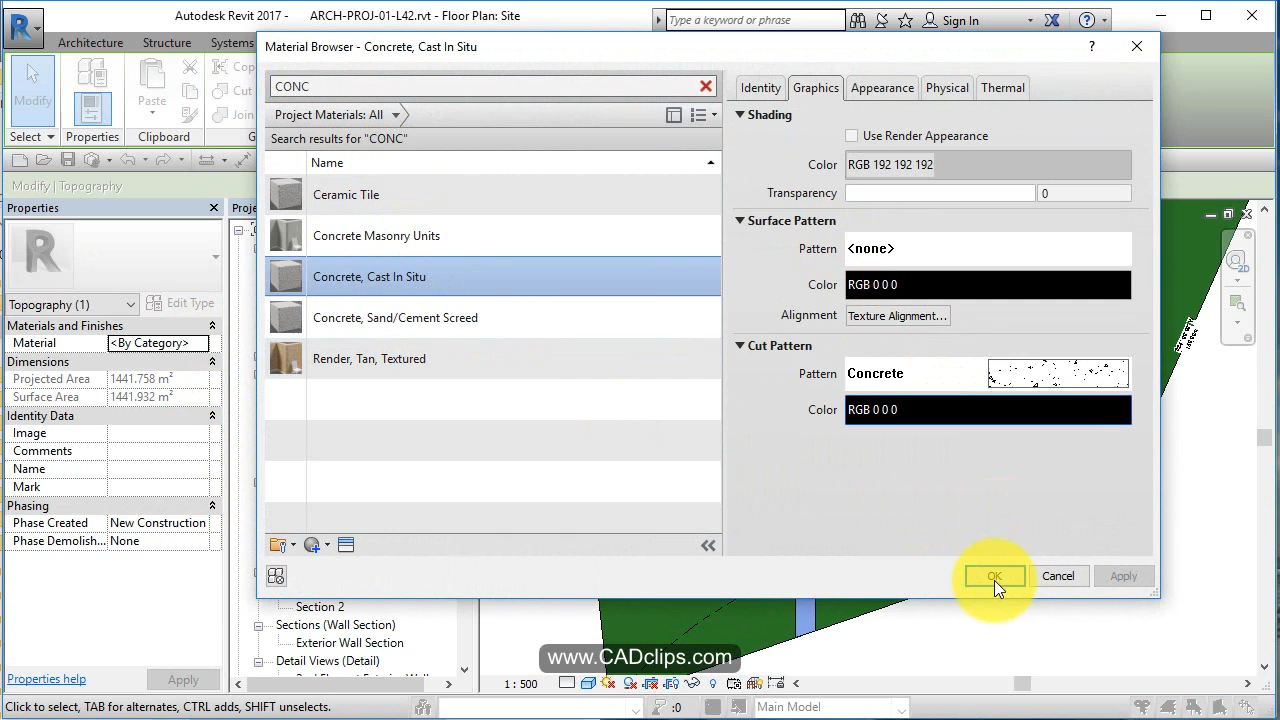 Autodesk Revit 2017 - ARCH-PROJ-01-L42.rvt - Floor Plan: Site
Type a keyword or phrase
Sign In
Architecture Structure Systems
Material Browser - Concrete, Cast In Situ
Modify
Properties
Paste
Cop
Cut
Join
Select
Properties
Clipboard
G
Modify | Topography
Properties
Proje
Topography (1)
Edit Type
Materials and Finishes
Material <By Category>
Dimensions
Projected Area 1441.758 m²
Surface Area 1441.932 m²
Identity Data
Image
Comments
Name
Mark
Phasing
Phase Created New Construction
Phase Demolish... None
Properties help
Apply
CONC
Project Materials: All
Search results for "CONC"
Name
Ceramic Tile
Concrete Masonry Units
Concrete, Cast In Situ
Concrete, Sand/Cement Screed
Render, Tan, Textured
Identity Graphics Appearance Physical Thermal
Shading
Use Render Appearance
Color RGB 192 192 192
Transparency 0
Surface Pattern
Pattern <none>
Color RGB 0 0 0
Alignment Texture Alignment...
Cut Pattern
Pattern Concrete
Color RGB 0 0 0
OK Cancel Apply
Section 2
Sections (Wall Section)
Exterior Wall Section
Detail Views (Detail)
www.CADclips.com
1 : 500
Click to select, TAB for alternates, CTRL adds, SHIFT unselects.
:0
Main Model